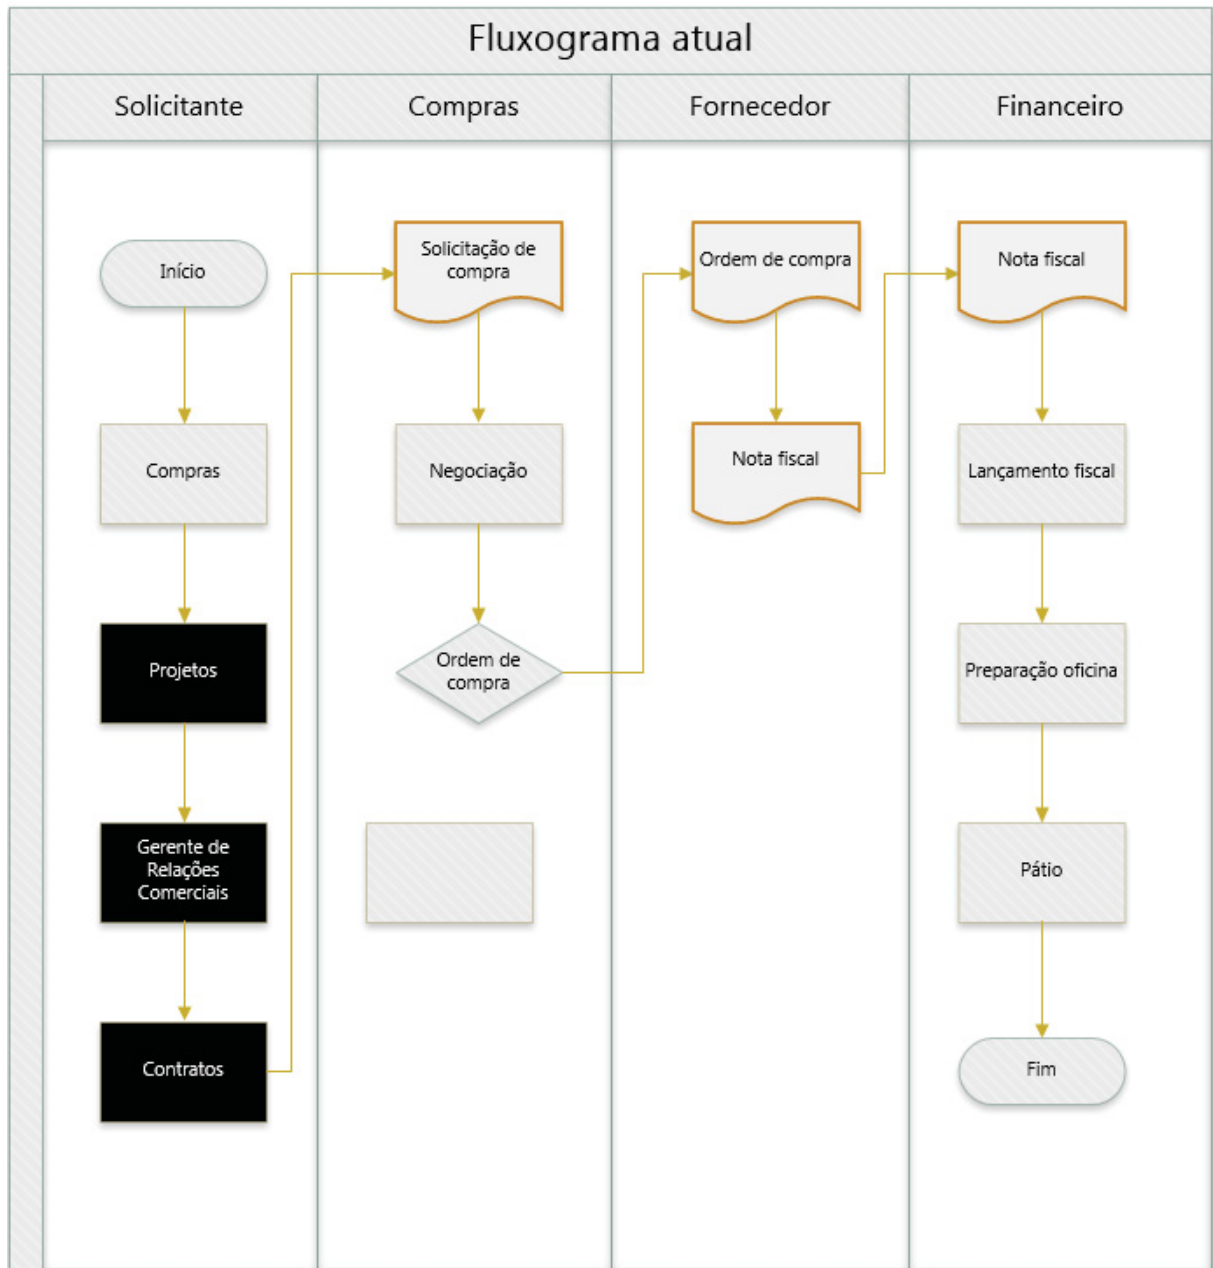 Fluxograma atual
Solicitante
Compras
Fornecedor
Financeiro
Início
Compras
Projetos
Gerente de
Relações
Comerciais
Contratos
Solicitação de
compra
Negociação
Ordem de
compra
Ordem de compra
Nota fiscal
Nota fiscal
Lançamento fiscal
Preparação oficina
Pátio
Fim